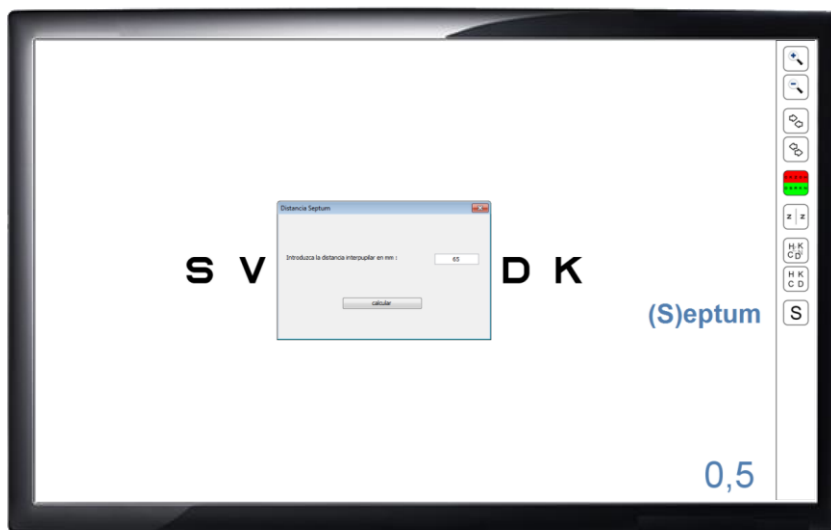 Distancia Septum
Introduzca la distancia interpupilar en mm : 65
S V D K
calcular
(S)eptum
0,5
z z
H K
C D
H K
C D
S